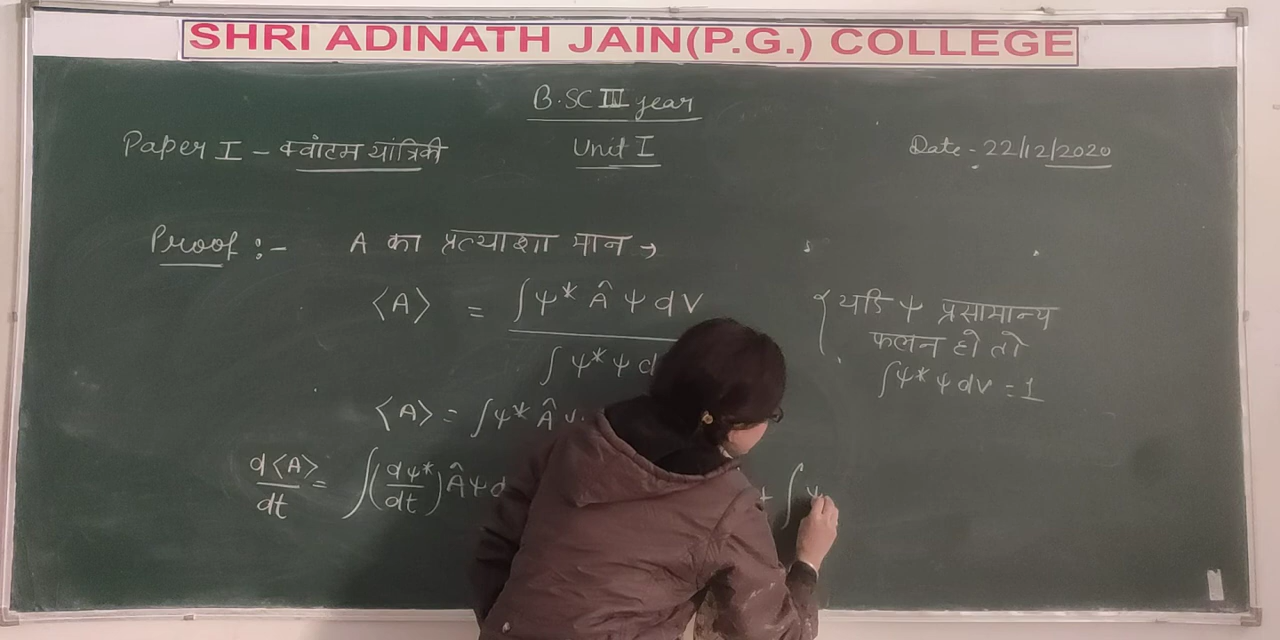 SHRI ADINATH JAIN(P.G.) COLLEGE
B.SC III year
Paper I - क्वांटम यांत्रिकी Unit I Date - 22/12/2020
Proof :- A का प्रत्याशा मान →
⟨A⟩ = ∫ψ* Â ψ dV
∫ψ*ψ d
{ यदि ψ प्रसामान्य
फलन हो तो
∫ψ*ψ dV = 1
⟨A⟩ = ∫ψ* Â
d⟨A⟩/dt = ∫(dψ*/dt) Â ψ d + ∫